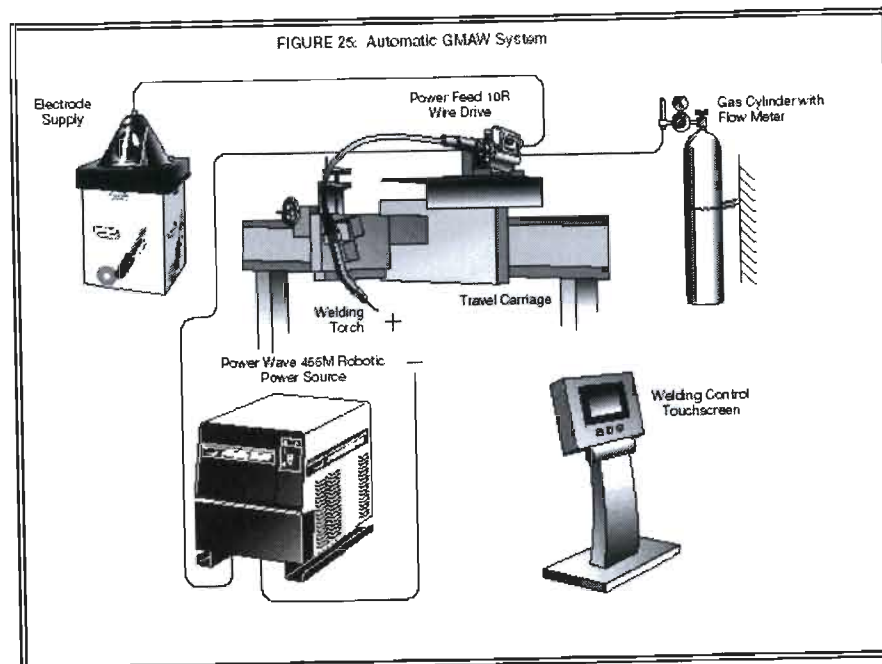 FIGURE 25: Automatic GMAW System
Electrode
Supply
Power Feed 10R
Wire Drive
Gas Cylinder with
Flow Meter
Welding
Torch
+
Travel Carriage
Power Wave 455M Robotic
Power Source
—
Welding Control
Touchscreen